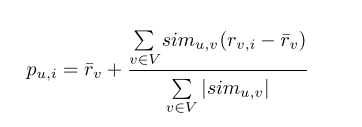 p_{u,i} = \bar{r}_v + \frac{\sum_{v \in V} sim_{u,v}(r_{v,i} - \bar{r}_v)}{\sum_{v \in V} |sim_{u,v}|}